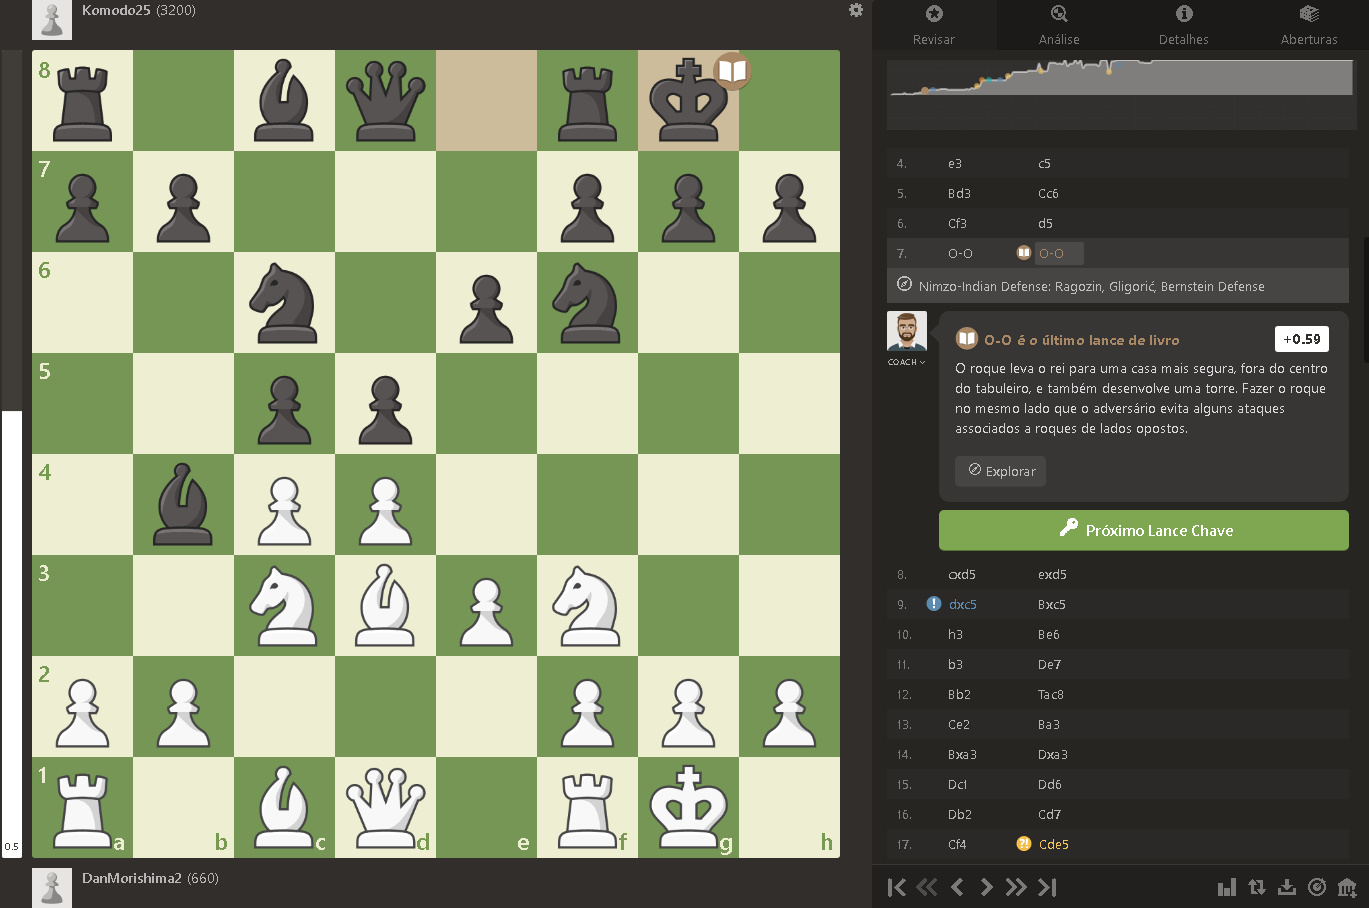 Komodo25 (3200)
8
7
6
5
4
3
2
1
a b c d e f g h
0.5
DanMorishima2 (660)
Revisar Análise Detalhes Aberturas
4. e3 c5
5. Bd3 Cc6
6. Cf3 d5
7. O-O O-O
Nimzo-Indian Defense: Ragozin, Gligorić, Bernstein Defense
COACH
O-O é o último lance de livro +0.59
O roque leva o rei para uma casa mais segura, fora do centro
do tabuleiro, e também desenvolve uma torre. Fazer o roque
no mesmo lado que o adversário evita alguns ataques
associados a roques de lados opostos.
Explorar
Próximo Lance Chave
8. cxd5 exd5
9. ! dxc5 Bxc5
10. h3 Be6
11. b3 De7
12. Bb2 Tac8
13. Ce2 Ba3
14. Bxa3 Dxa3
15. Dc1 Dd6
16. Db2 Cd7
17. Cf4 ?! Cde5